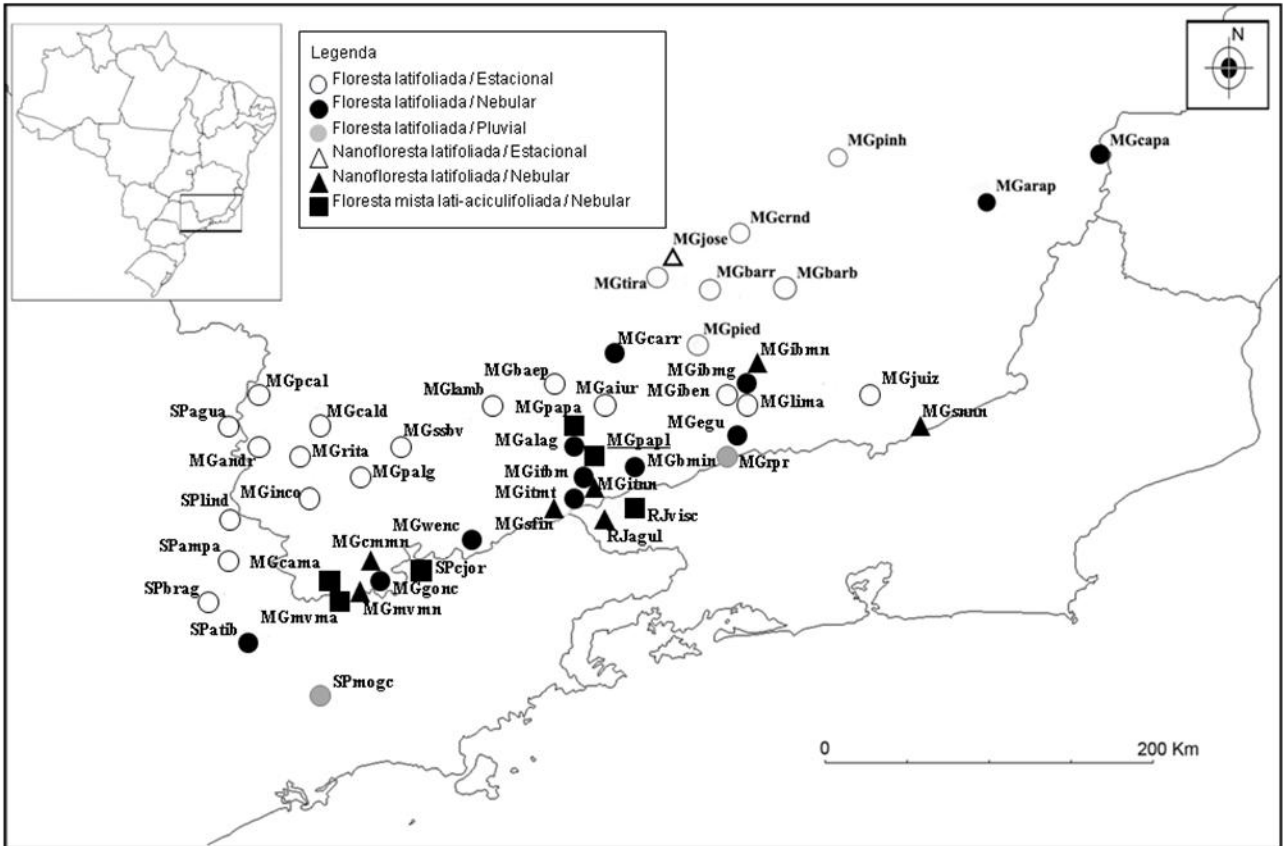 Legenda
Floresta latifoliada / Estacional
Floresta latifoliada / Nebular
Floresta latifoliada / Pluvial
Nanofloresta latifoliada / Estacional
Nanofloresta latifoliada / Nebular
Floresta mista lati-aciculifoliada / Nebular
N
MGpinh
MGcapa
MGarap
MGcrnd
MGjose
MGtira
MGbarr
MGbarb
MGpied
MGcarr
MGibmn
MGibmg
MGbaep
MGaiur
MGiben
MGlima
MGjuiz
MGpcal
MGlamb
MGpapa
MGsnnn
SPagua
MGcald
MGssbv
MGegu
MGalag
MGpapl
MGandr
MGrita
MGbmin
MGrpr
MGpalg
MGitbm
MGitnn
MGinco
MGitmt
SPlind
MGsfin
RJvisc
MGwenc
RJagul
MGcmmn
SPampa
MGcama
SPcjor
SPbrag
MGgonc
MGmvma
MGmvmn
SPatib
SPmogc
0
200 Km